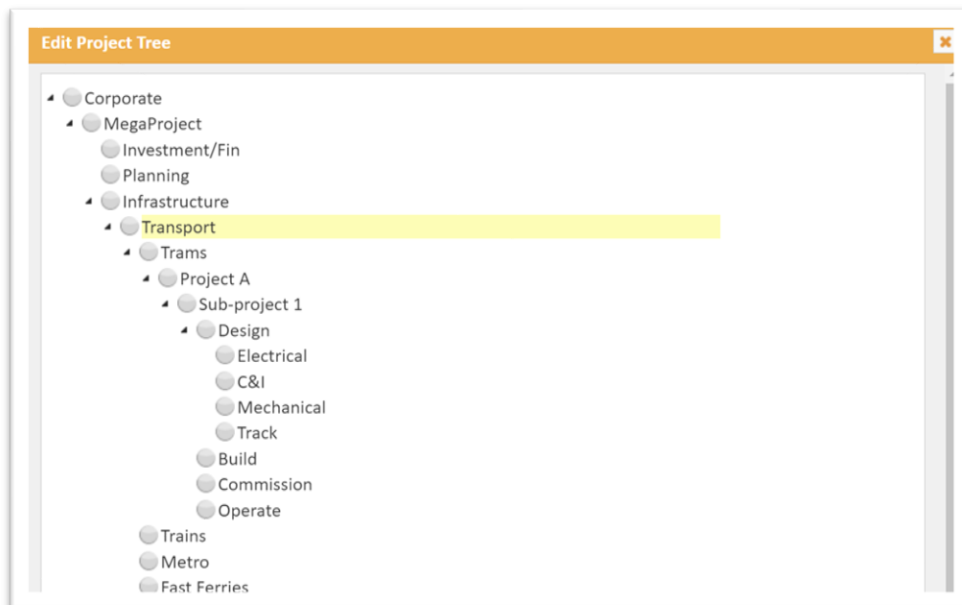 Edit Project Tree
Corporate
MegaProject
Investment/Fin
Planning
Infrastructure
Transport
Trams
Project A
Sub-project 1
Design
Electrical
C&I
Mechanical
Track
Build
Commission
Operate
Trains
Metro
Fast Ferries